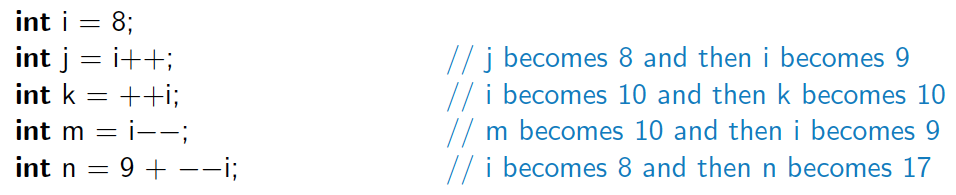 int i = 8;
int j = i++; // j becomes 8 and then i becomes 9
int k = ++i; // i becomes 10 and then k becomes 10
int m = i−−; // m becomes 10 and then i becomes 9
int n = 9 + −−i; // i becomes 8 and then n becomes 17